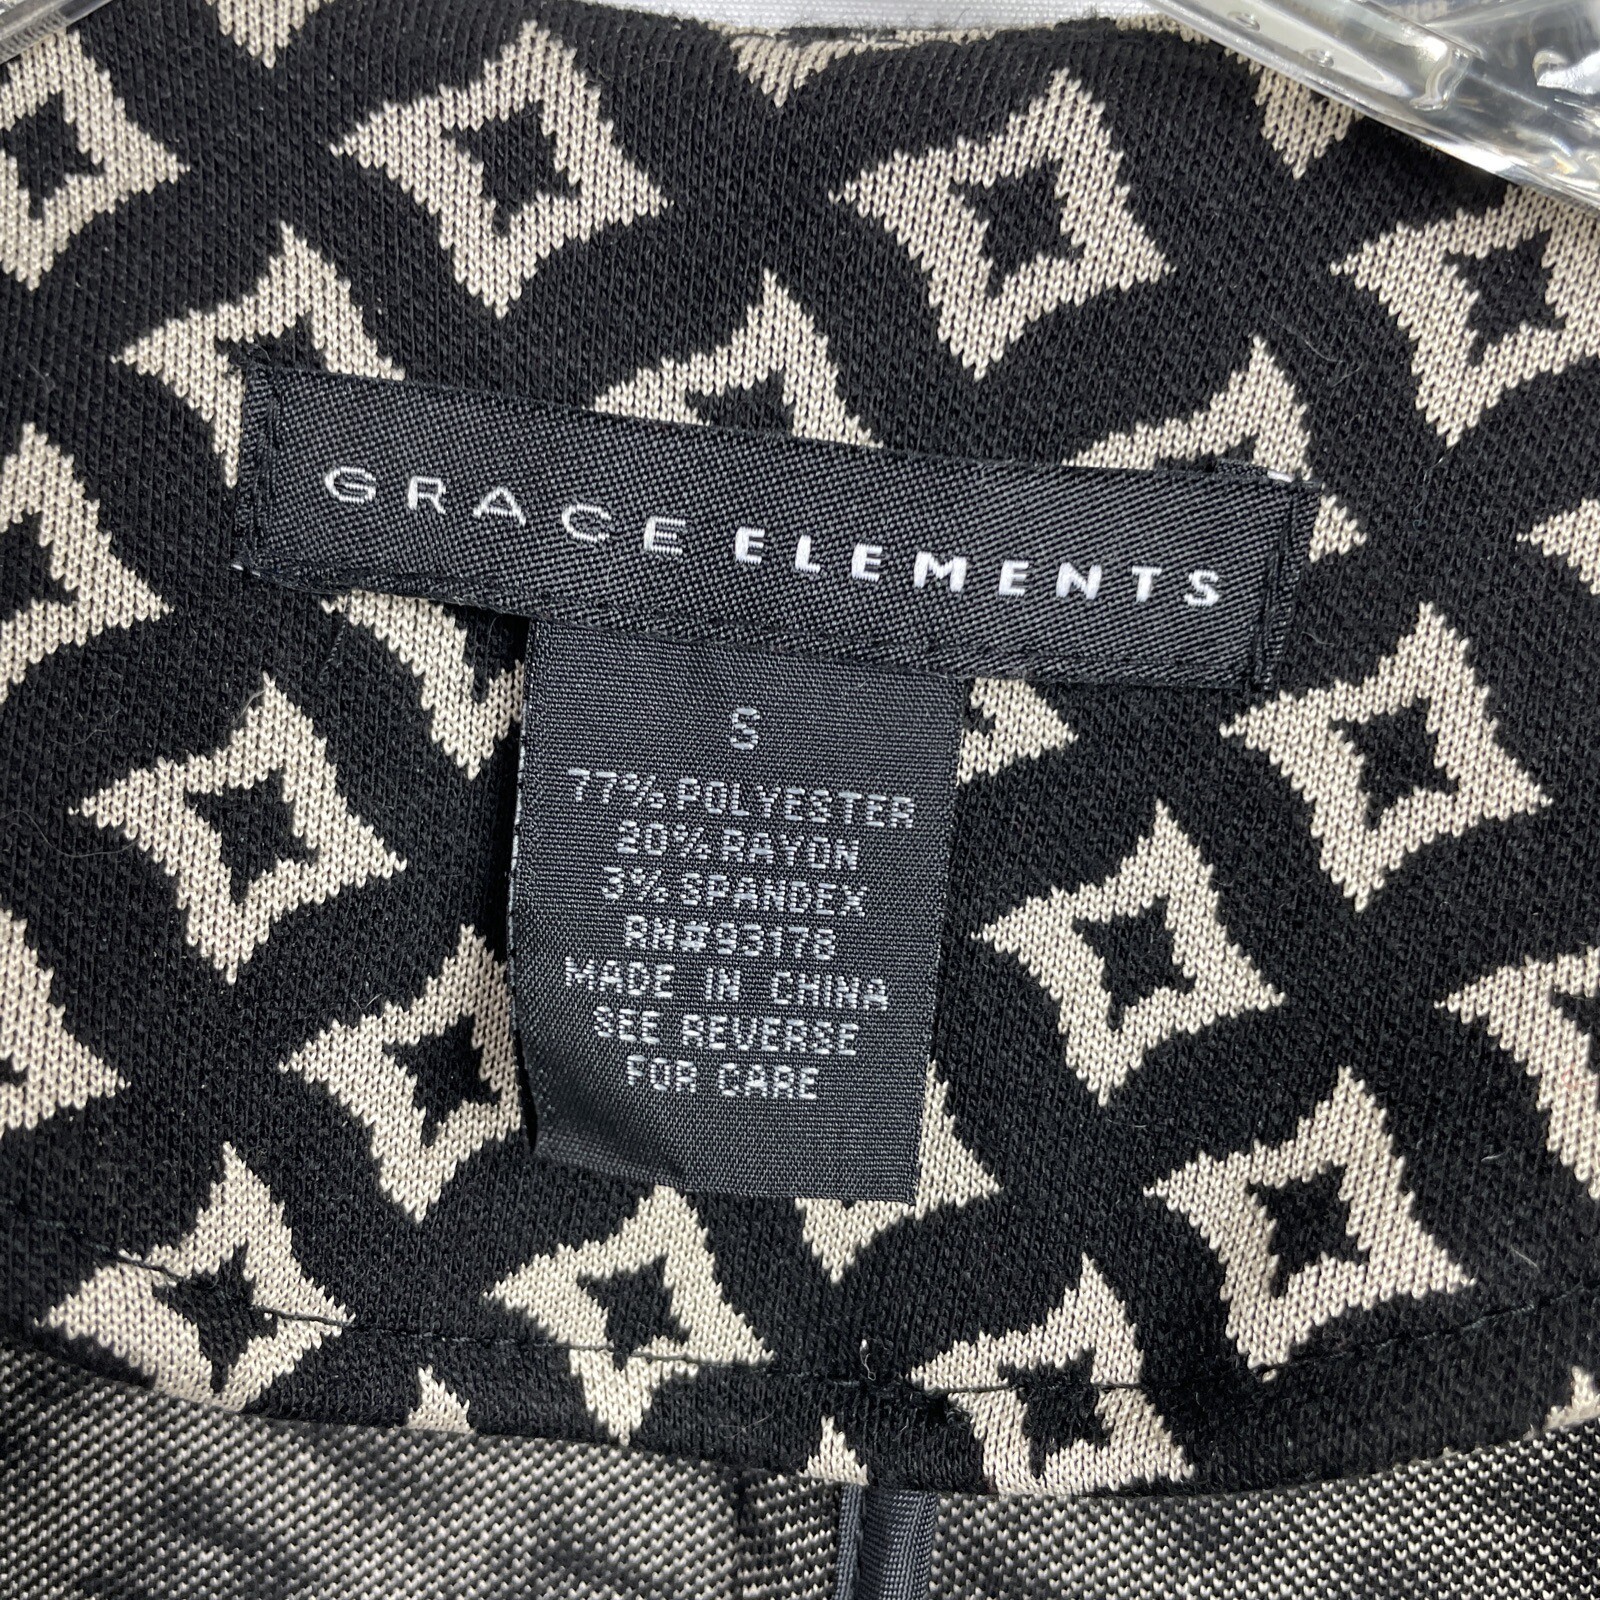 GRACE ELEMENTS
S
77% POLYESTER
20% RAYON
3% SPANDEX
RN#93178
MADE IN CHINA
SEE REVERSE
FOR CARE